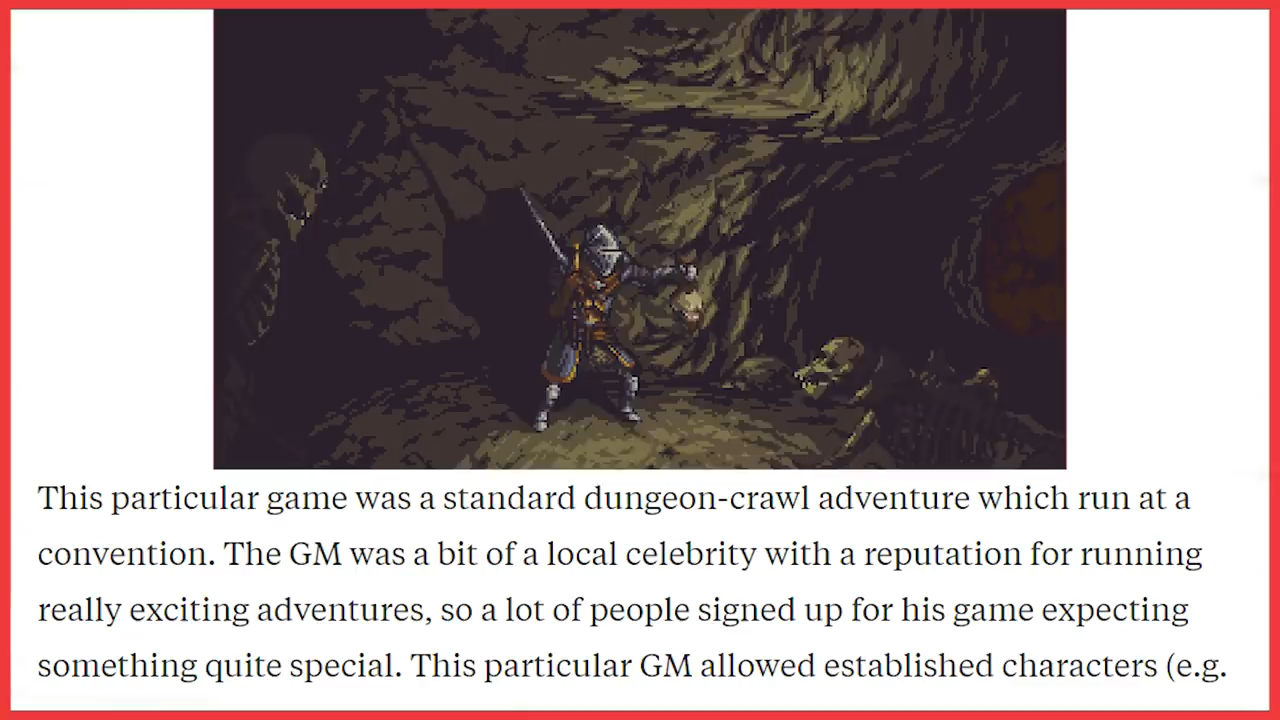 This particular game was a standard dungeon-crawl adventure which run at a
convention. The GM was a bit of a local celebrity with a reputation for running
really exciting adventures, so a lot of people signed up for his game expecting
something quite special. This particular GM allowed established characters (e.g.